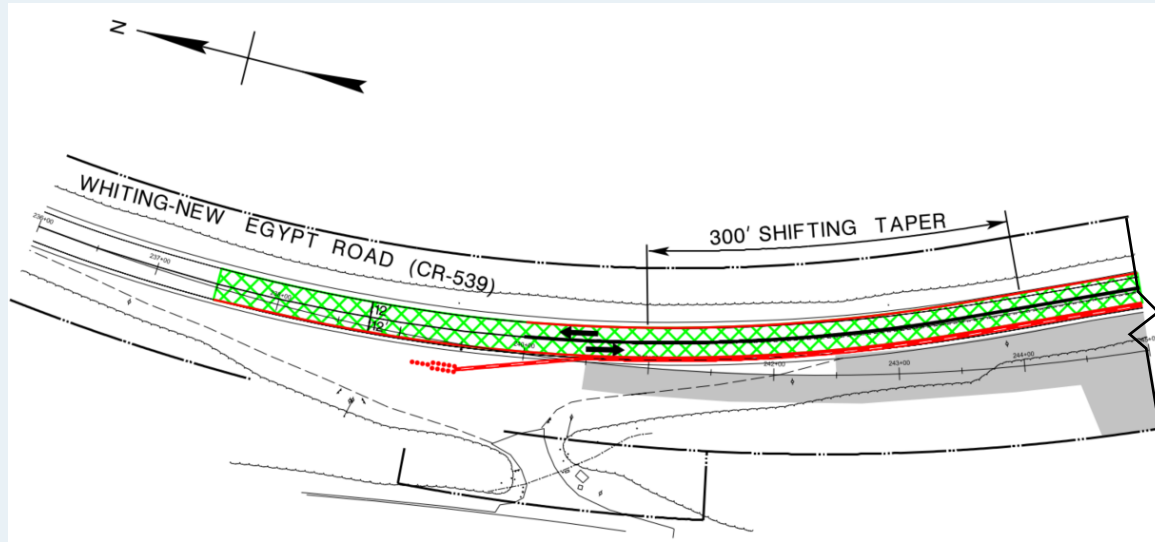 N
WHITING-NEW EGYPT ROAD (CR-539)
300' SHIFTING TAPER
237+00
12'
12'
242+00
243+00
244+00